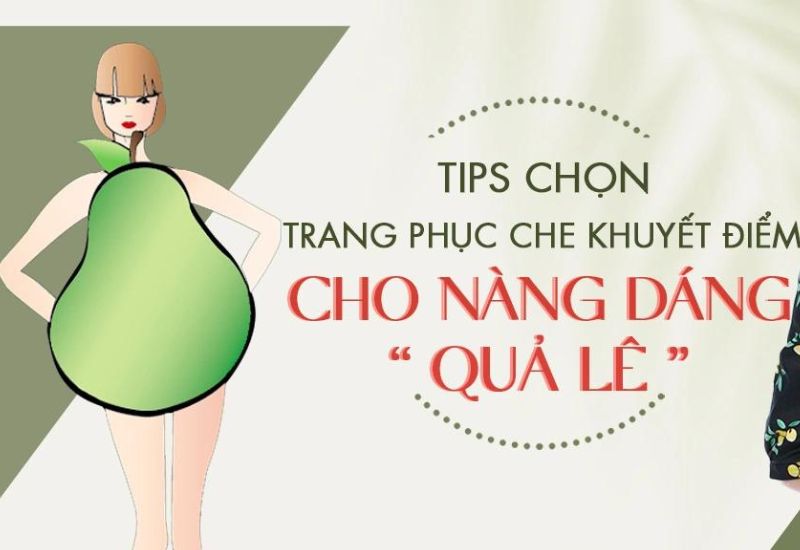 TIPS CHỌN
TRANG PHỤC CHE KHUYẾT ĐIỂM
CHO NÀNG DÁNG
“ QUẢ LÊ ”